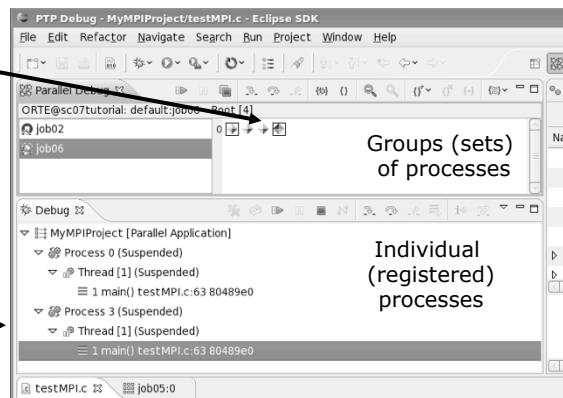 PTP Debug - MyMPIProject/testMPI.c - Eclipse SDK
File Edit Refactor Navigate Search Run Project Window Help
Parallel Debug
ORTE@sc07tutorial: default:job06 - Root [4]
job02
job06
0
Groups (sets)
of processes
Na
Debug
MyMPIProject [Parallel Application]
Process 0 (Suspended)
Thread [1] (Suspended)
1 main() testMPI.c:63 80489e0
Process 3 (Suspended)
Thread [1] (Suspended)
1 main() testMPI.c:63 80489e0
Individual
(registered)
processes
testMPI.c
job05:0